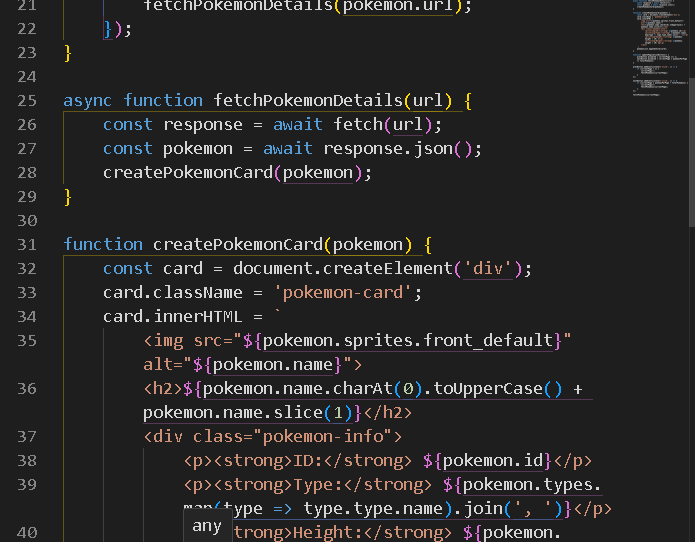 21 fetchPokemonDetails(pokemon.url);
22 });
23 }
24
25 async function fetchPokemonDetails(url) {
26 const response = await fetch(url);
27 const pokemon = await response.json();
28 createPokemonCard(pokemon);
29 }
30
31 function createPokemonCard(pokemon) {
32 const card = document.createElement('div');
33 card.className = 'pokemon-card';
34 card.innerHTML = `
35 <img src="${pokemon.sprites.front_default}"
alt="${pokemon.name}">
36 <h2>${pokemon.name.charAt(0).toUpperCase() +
pokemon.name.slice(1)}</h2>
37 <div class="pokemon-info">
38 <p><strong>ID:</strong> ${pokemon.id}</p>
39 <p><strong>Type:</strong> ${pokemon.types.
map(type => type.type.name).join(', ')}</p>
40 trong>Height:</strong> ${pokemon.
any